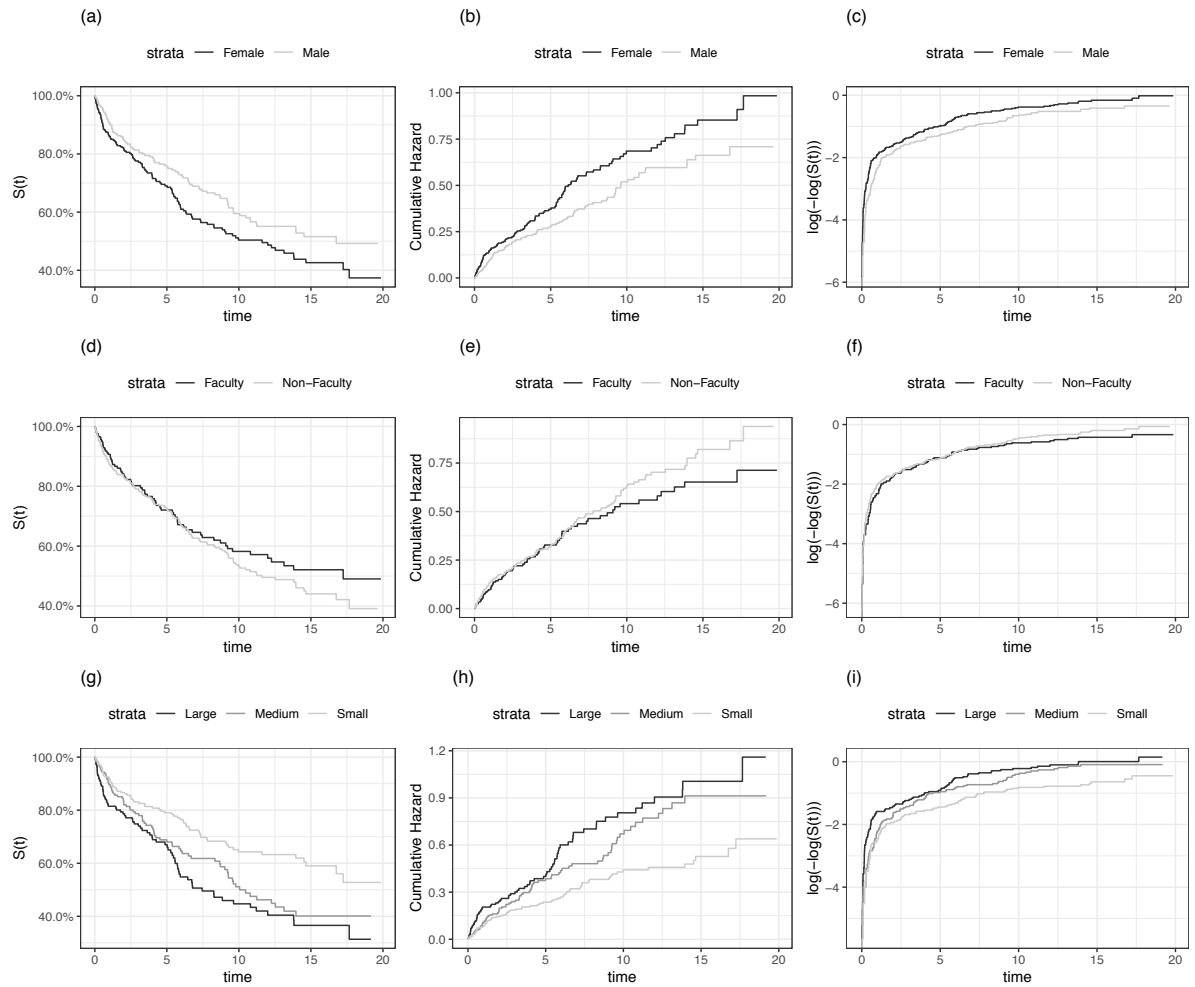 (a)
(b)
(c)
strata Female Male
strata Female Male
strata Female Male
100.0%
80.0%
60.0%
40.0%
S(t)
0 5 10 15 20
time
1.00
0.75
0.50
0.25
0.00
Cumulative Hazard
0 5 10 15 20
time
0
−2
−4
−6
log(−log(S(t)))
0 5 10 15 20
time
(d)
(e)
(f)
strata Faculty Non−Faculty
strata Faculty Non−Faculty
strata Faculty Non−Faculty
100.0%
80.0%
60.0%
40.0%
S(t)
0 5 10 15 20
time
0.75
0.50
0.25
0.00
Cumulative Hazard
0 5 10 15 20
time
0
−2
−4
−6
log(−log(S(t)))
0 5 10 15 20
time
(g)
(h)
(i)
strata Large Medium Small
strata Large Medium Small
strata Large Medium Small
100.0%
80.0%
60.0%
40.0%
S(t)
0 5 10 15 20
time
1.2
0.9
0.6
0.3
0.0
Cumulative Hazard
0 5 10 15 20
time
0
−2
−4
log(−log(S(t)))
0 5 10 15 20
time